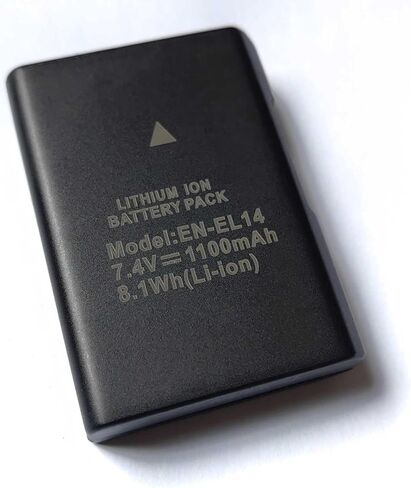 LITHIUM ION
BATTERY PACK
Model:EN-EL14
7.4V⎓1100mAh
8.1Wh(Li-ion)